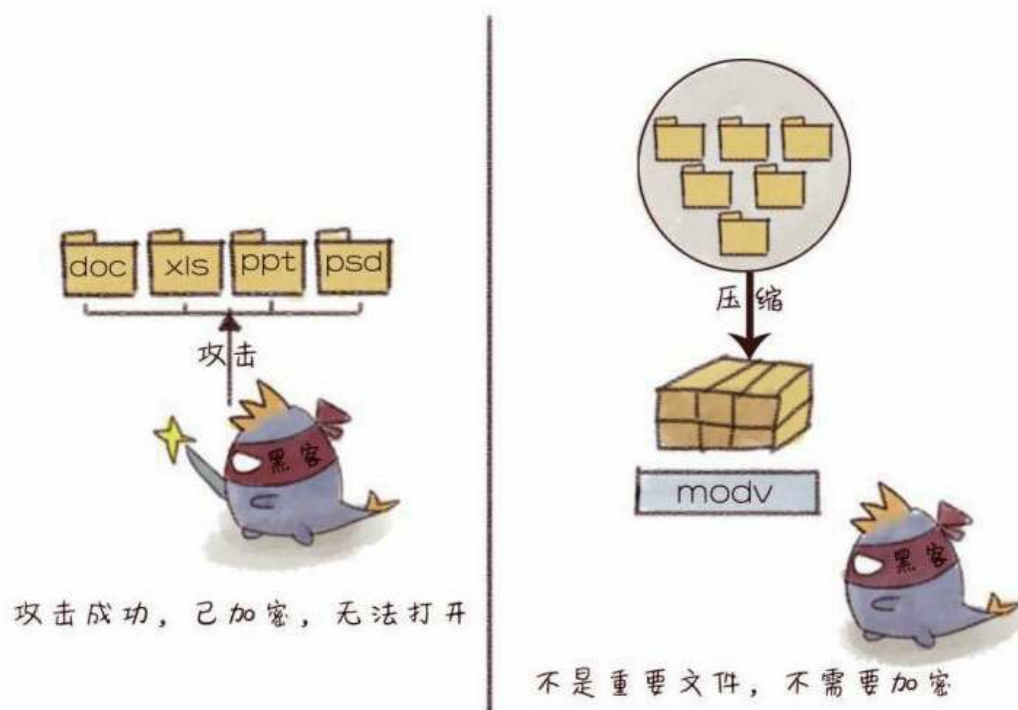 doc xls ppt psd
攻击
黑客
攻击成功，已加密，无法打开
压缩
modv
黑客
不是重要文件，不需要加密